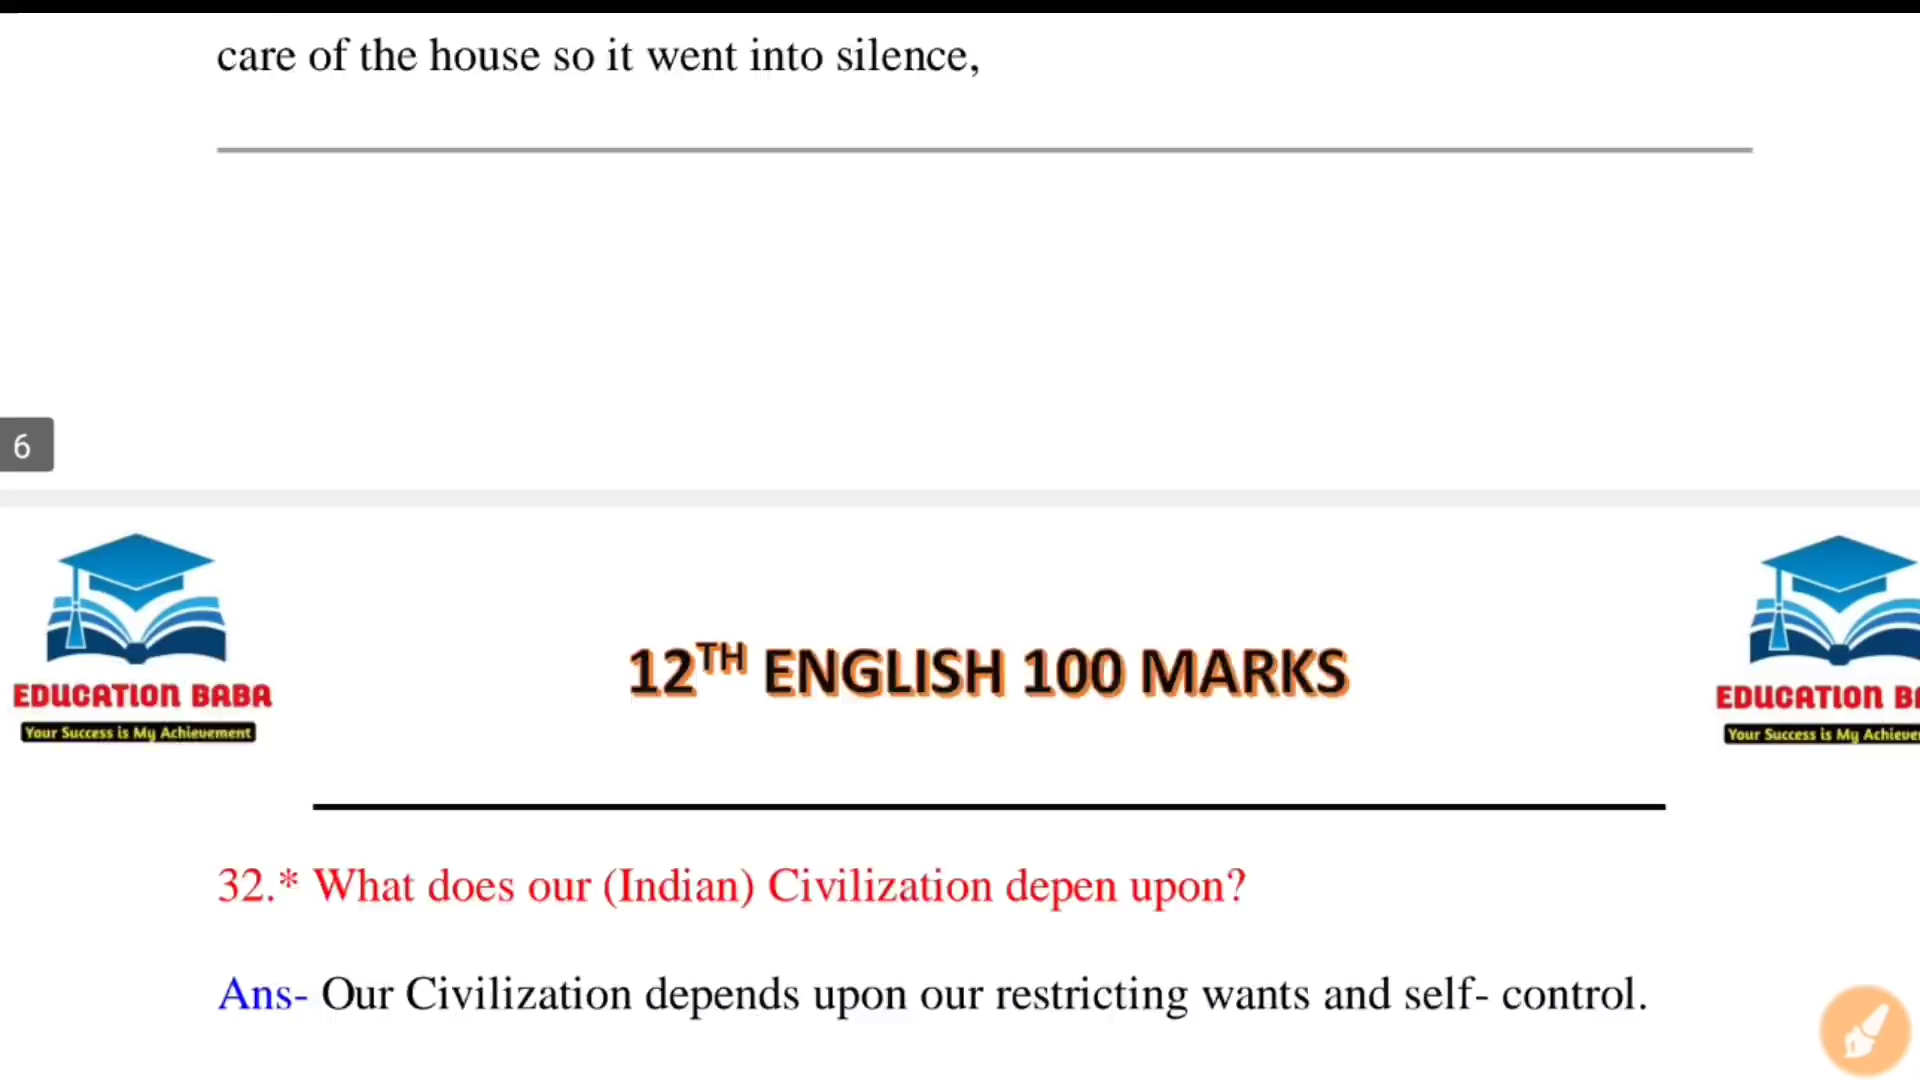 care of the house so it went into silence,
6
EDUCATION BABA
Your Success is My Achievement
12TH ENGLISH 100 MARKS
EDUCATION
Your Success is My
32.* What does our (Indian) Civilization depen upon?
Ans- Our Civilization depends upon our restricting wants and self- control.